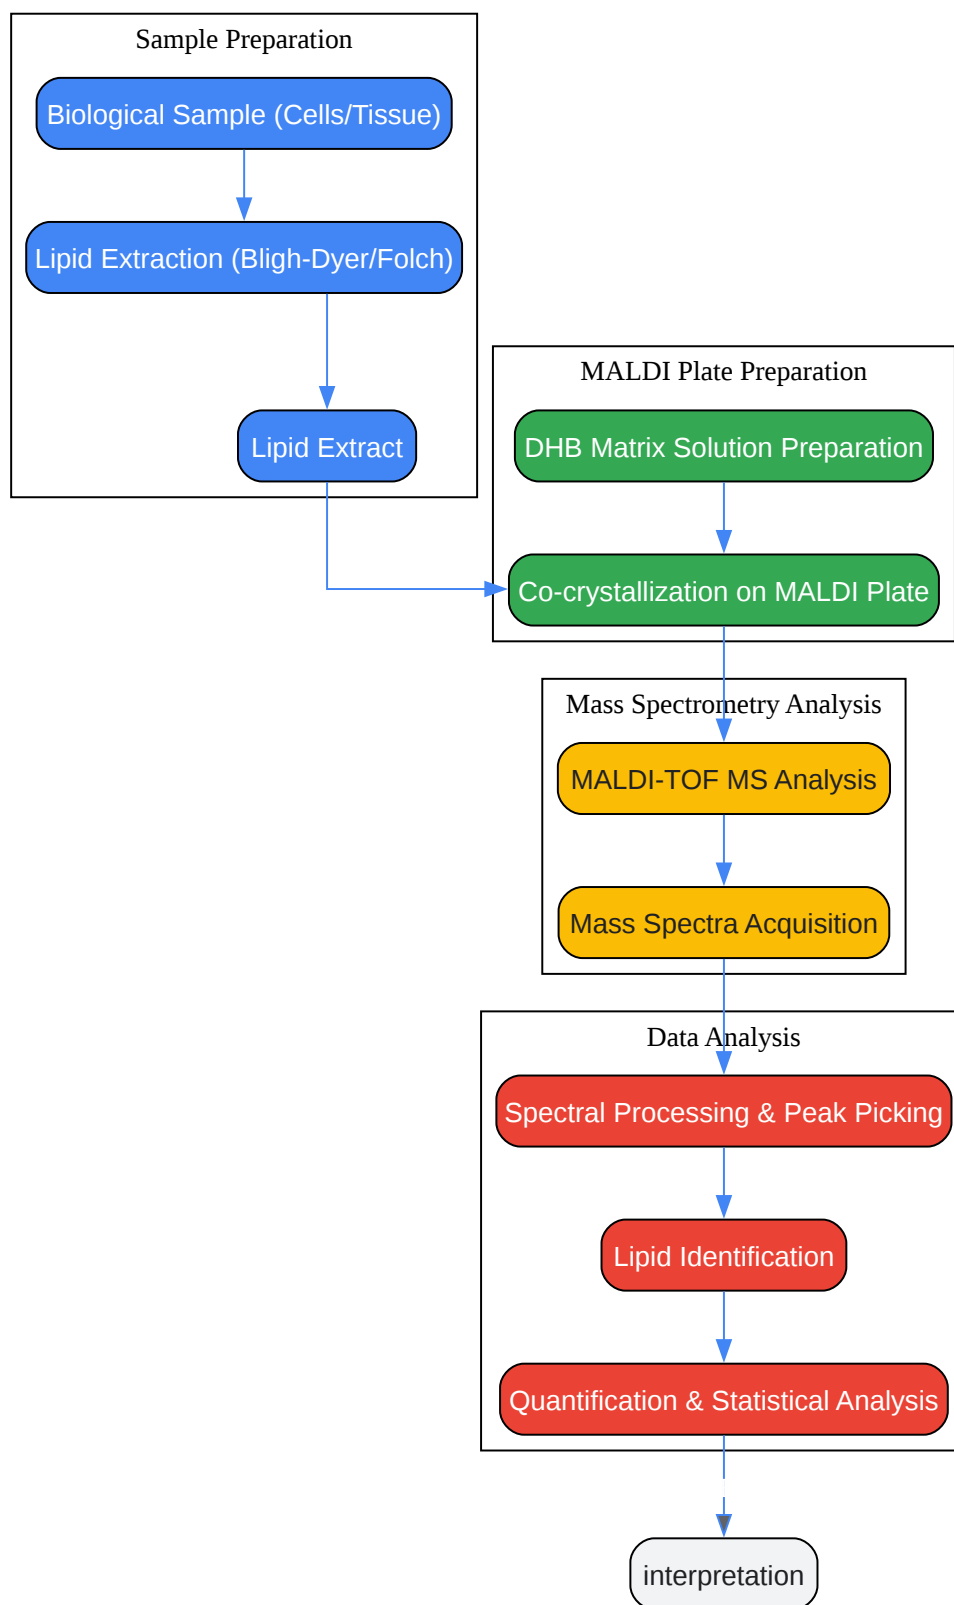 Sample Preparation
Biological Sample (Cells/Tissue)
Lipid Extraction (Bligh-Dyer/Folch)
Lipid Extract
MALDI Plate Preparation
DHB Matrix Solution Preparation
Co-crystallization on MALDI Plate
Mass Spectrometry Analysis
MALDI-TOF MS Analysis
Mass Spectra Acquisition
Data Analysis
Spectral Processing & Peak Picking
Lipid Identification
Quantification & Statistical Analysis
interpretation